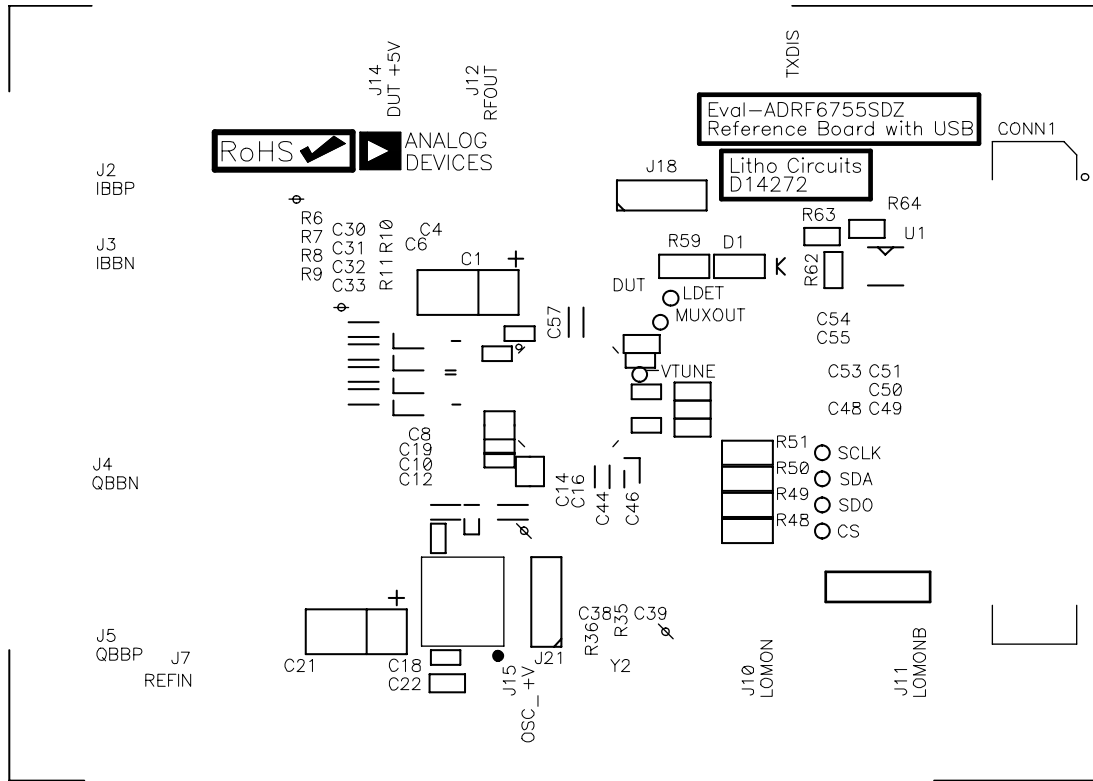 TXDIS
J14
DUT +5V
J12
RFOUT
Eval-ADRF6755SDZ
Reference Board with USB
CONN1
RoHS
ANALOG
DEVICES
J2
IBBP
J18
Litho Circuits
D14272
R63
R64
U1
J3
IBBN
R6
R7
R8
R9
C30
C31
C32
C33
R10
R11
C4
C6
C1
+
R59
D1
K
R62
DUT
LDET
MUXOUT
C57
C54
C55
VTUNE
C53 C51
C50
C48 C49
C8
C19
C10
C12
J4
QBBN
C14
C16
C44
C46
R51
R50
R49
R48
SCLK
SDA
SDO
CS
+
C38
R35
C39
R36
J5
QBBP
J7
REFIN
C21
C18
C22
J15
OSC_+V
J21
Y2
J10
LOMON
J11
LOMONB